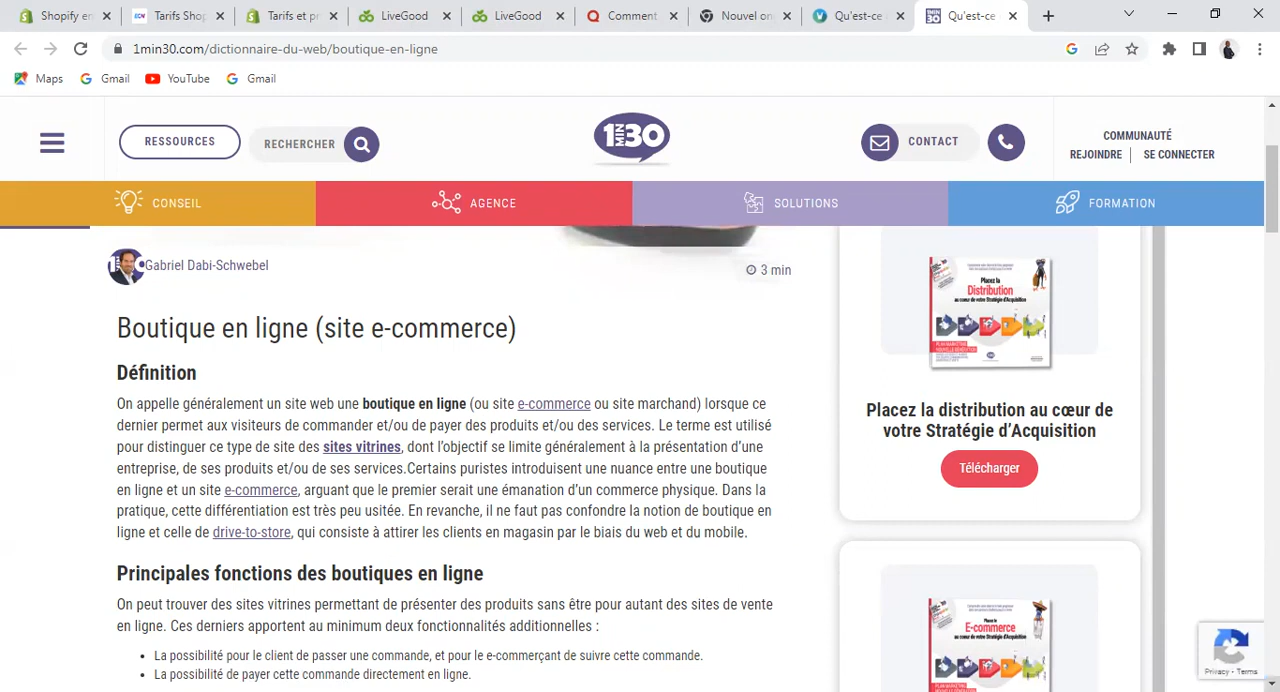 Shopify e
Tarifs Shop
Tarifs et pr
LiveGood
LiveGood
Comment
Nouvel on
Qu'est-ce
Qu'est-ce
1min30.com/dictionnaire-du-web/boutique-en-ligne
Maps
Gmail
YouTube
Gmail
RESSOURCES
RECHERCHER
1MIN30
CONTACT
COMMUNAUTÉ
REJOINDRE
SE CONNECTER
CONSEIL
AGENCE
SOLUTIONS
FORMATION
Gabriel Dabi-Schwebel
3 min
Boutique en ligne (site e-commerce)
Définition
On appelle généralement un site web une boutique en ligne (ou site e-commerce ou site marchand) lorsque ce
dernier permet aux visiteurs de commander et/ou de payer des produits et/ou des services. Le terme est utilisé
pour distinguer ce type de site des sites vitrines, dont l’objectif se limite généralement à la présentation d’une
entreprise, de ses produits et/ou de ses services.Certains puristes introduisent une nuance entre une boutique
en ligne et un site e-commerce, arguant que le premier serait une émanation d’un commerce physique. Dans la
pratique, cette différentiation est très peu usitée. En revanche, il ne faut pas confondre la notion de boutique en
ligne et celle de drive-to-store, qui consiste à attirer les clients en magasin par le biais du web et du mobile.
Principales fonctions des boutiques en ligne
On peut trouver des sites vitrines permettant de présenter des produits sans être pour autant des sites de vente
en ligne. Ces derniers apportent au minimum deux fonctionnalités additionnelles :
• La possibilité pour le client de passer une commande, et pour le e-commerçant de suivre cette commande.
• La possibilité de payer cette commande directement en ligne.
Placez la
Distribution
au coeur de votre Stratégie d'Acquisition
Placez la distribution au cœur de
votre Stratégie d’Acquisition
Télécharger
Placez le
E-commerce
au coeur de votre Stratégie d'Acquisition
Privacy - Terms